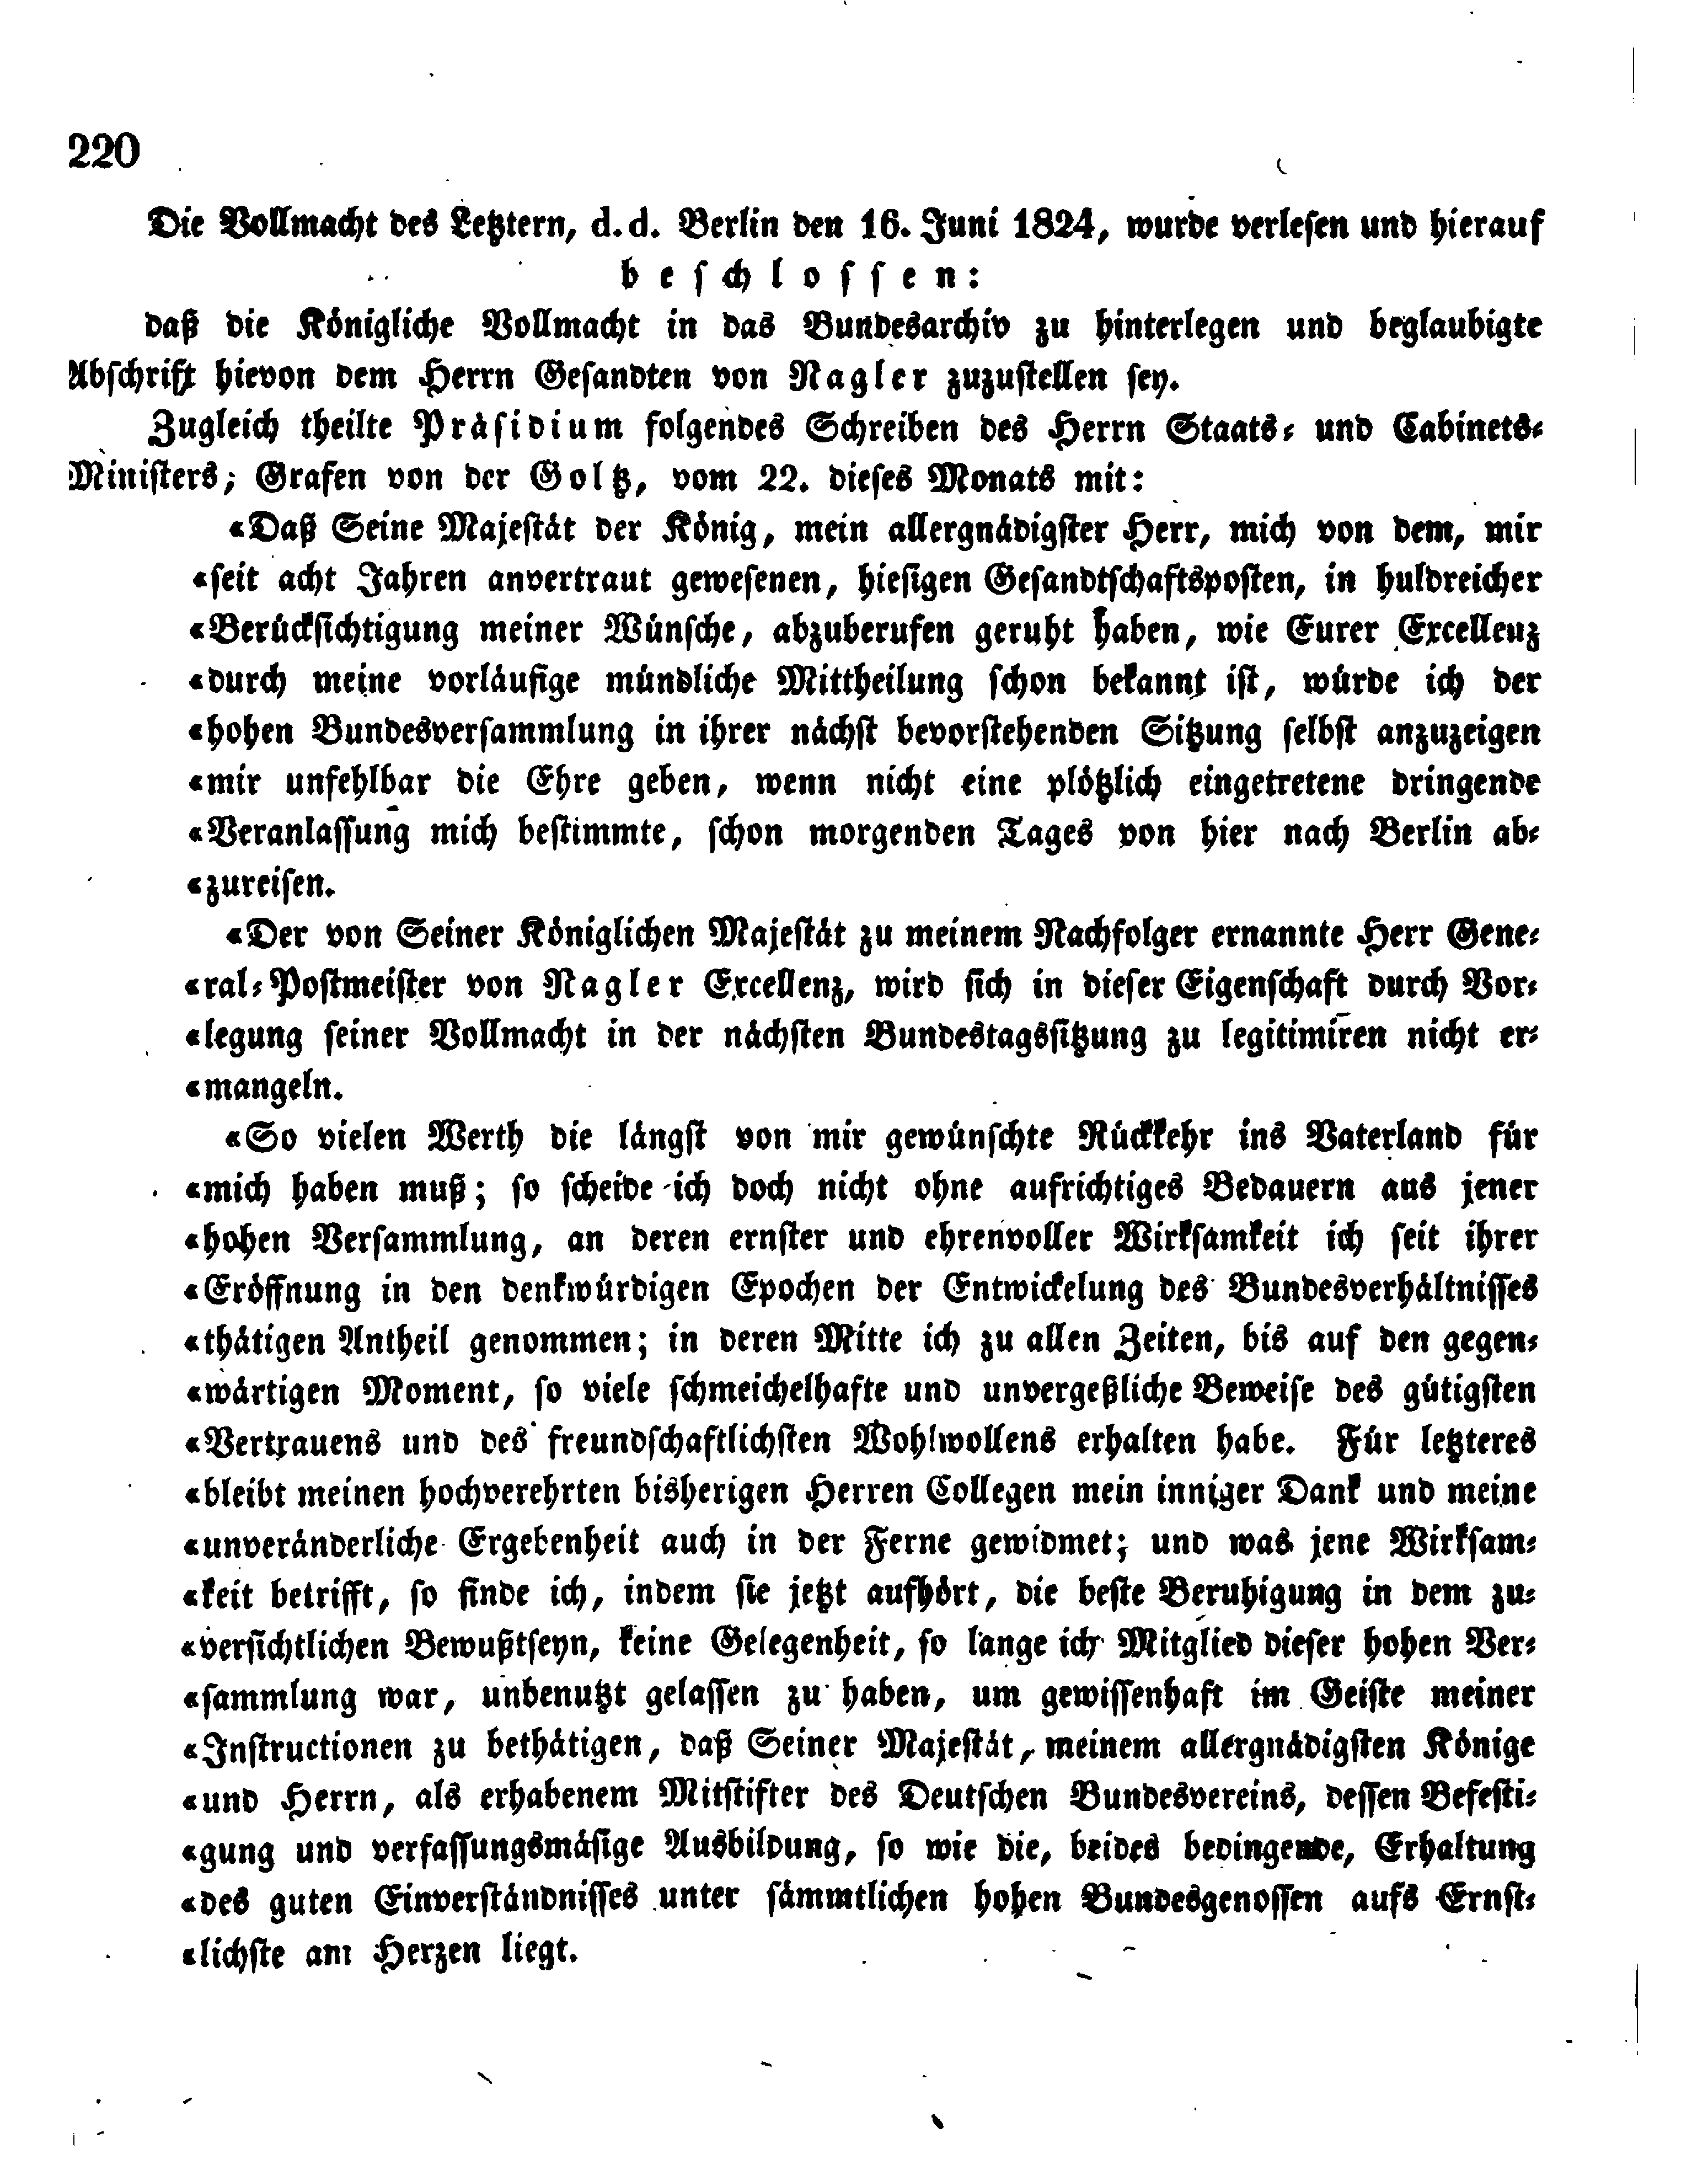 220
Die Vollmacht des Letztern, d. d. Berlin den 16. Juni 1824, wurde verlesen und hierauf
beschlossen:
daß die Königliche Vollmacht in das Bundesarchiv zu hinterlegen und beglaubigte
Abschrift hievon dem Herrn Gesandten von Nagler zuzustellen sey.
Zugleich theilte Präsidium folgendes Schreiben des Herrn Staats- und Cabinets-
Ministers, Grafen von der Goltz, vom 22. dieses Monats mit:
«Daß Seine Majestät der König, mein allergnädigster Herr, mich von dem, mir
«seit acht Jahren anvertraut gewesenen, hiesigen Gesandtschaftsposten, in huldreicher
«Berücksichtigung meiner Wünsche, abzuberufen geruht haben, wie Eurer Excellenz
«durch meine vorläufige mündliche Mittheilung schon bekannt ist, würde ich der
«hohen Bundesversammlung in ihrer nächst bevorstehenden Sitzung selbst anzuzeigen
«mir unfehlbar die Ehre geben, wenn nicht eine plötzlich eingetretene dringende
«Veranlassung mich bestimmte, schon morgenden Tages von hier nach Berlin ab-
«zureisen.
«Der von Seiner Königlichen Majestät zu meinem Nachfolger ernannte Herr Gene-
«ral-Postmeister von Nagler Excellenz, wird sich in dieser Eigenschaft durch Vor-
«legung seiner Vollmacht in der nächsten Bundestagssitzung zu legitimiren nicht er-
«mangeln.
«So vielen Werth die längst von mir gewünschte Rückkehr ins Vaterland für
«mich haben muß; so scheide ich doch nicht ohne aufrichtiges Bedauern aus jener
«hohen Versammlung, an deren ernster und ehrenvoller Wirksamkeit ich seit ihrer
«Eröffnung in den denkwürdigen Epochen der Entwickelung des Bundesverhältnisses
«thätigen Antheil genommen; in deren Mitte ich zu allen Zeiten, bis auf den gegen-
«wärtigen Moment, so viele schmeichelhafte und unvergeßliche Beweise des gütigsten
«Vertrauens und des freundschaftlichsten Wohlwollens erhalten habe. Für letzteres
«bleibt meinen hochverehrten bisherigen Herren Collegen mein inniger Dank und meine
«unveränderliche Ergebenheit auch in der Ferne gewidmet; und was jene Wirksam-
«keit betrifft, so finde ich, indem sie jetzt aufhört, die beste Beruhigung in dem zu-
«versichtlichen Bewußtseyn, keine Gelegenheit, so lange ich Mitglied dieser hohen Ver-
«sammlung war, unbenutzt gelassen zu haben, um gewissenhaft im Geiste meiner
«Instructionen zu bethätigen, daß Seiner Majestät, meinem allergnädigsten Könige
«und Herrn, als erhabenem Mitstifter des Deutschen Bundesvereins, dessen Befesti-
«gung und verfassungsmäsige Ausbildung, so wie die, beides bedingende, Erhaltung
«des guten Einverständnisses unter sämmtlichen hohen Bundesgenossen aufs Ernst-
«lichste am Herzen liegt.